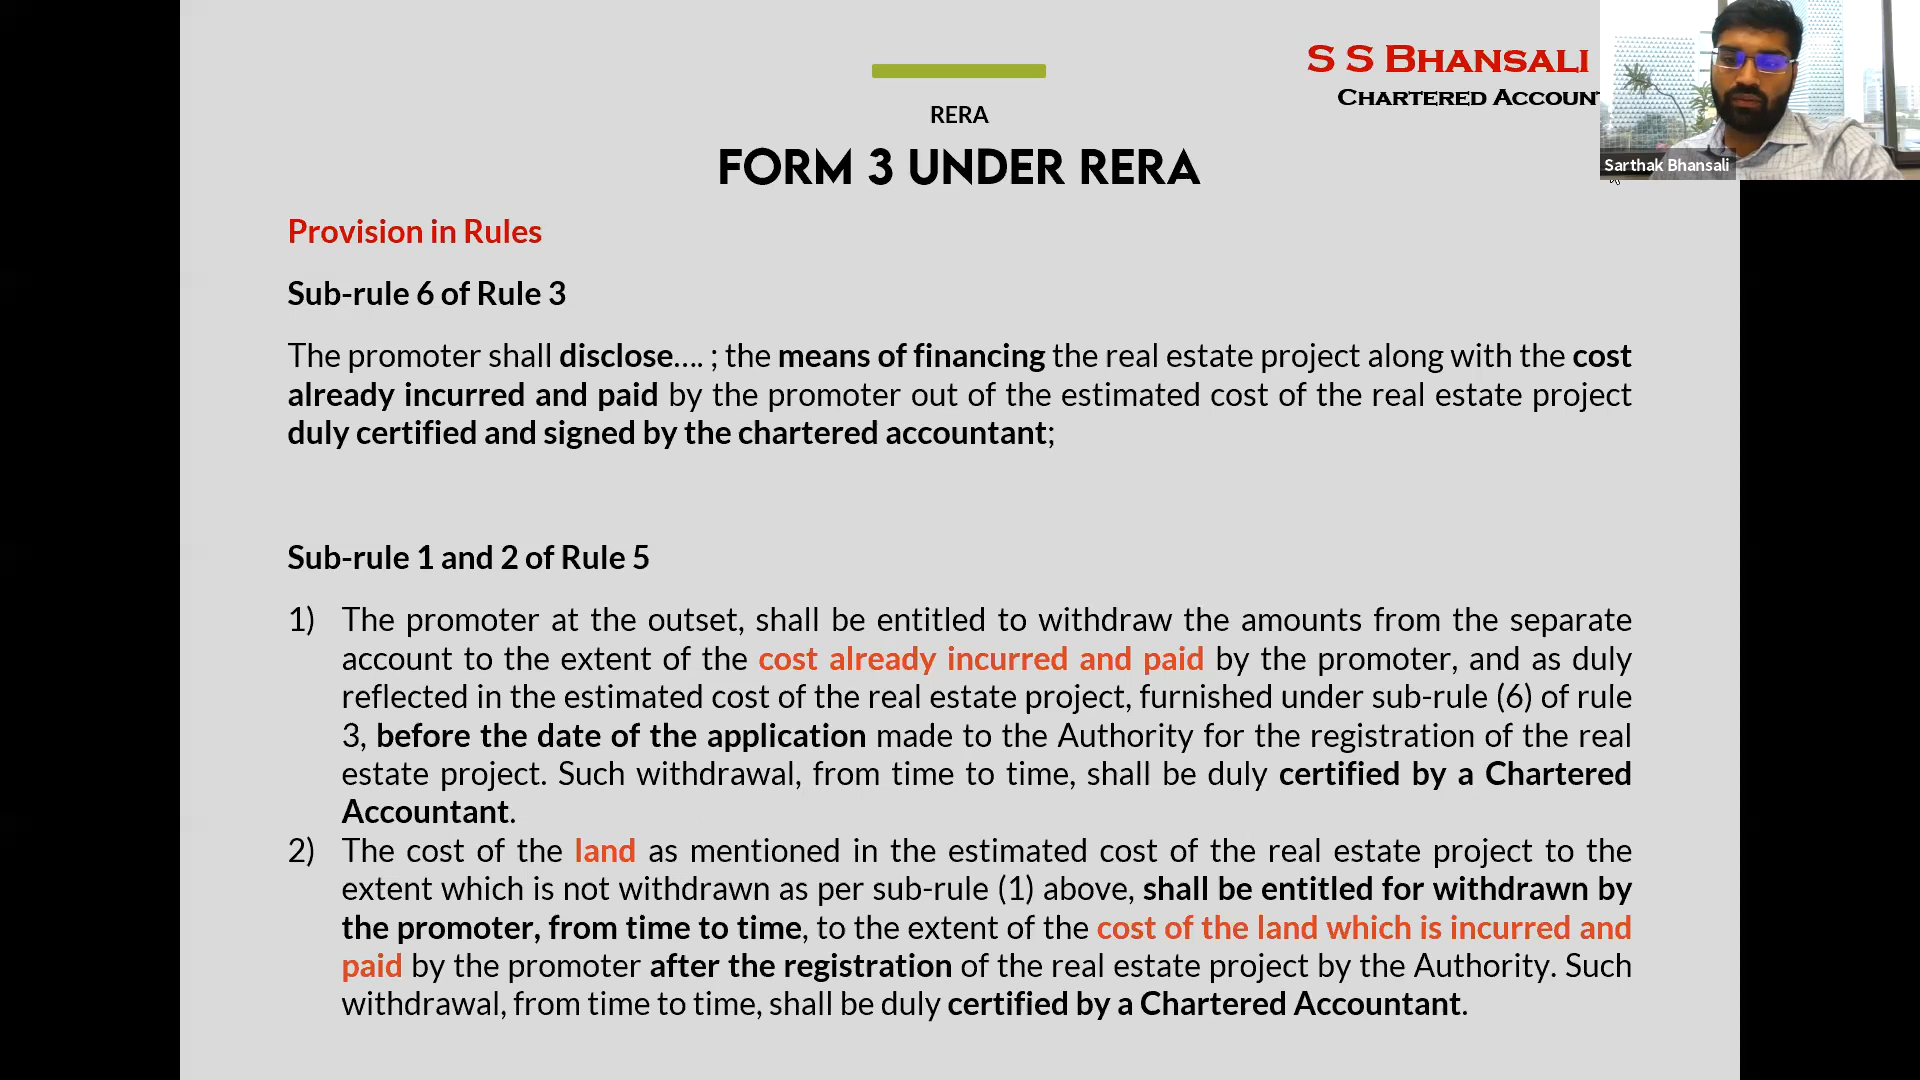 S S BHANSALI
CHARTERED ACCOUN
RERA
FORM 3 UNDER RERA
Sarthak Bhansali
Provision in Rules
Sub-rule 6 of Rule 3
The promoter shall disclose…. ; the means of financing the real estate project along with the cost
already incurred and paid by the promoter out of the estimated cost of the real estate project
duly certified and signed by the chartered accountant;
Sub-rule 1 and 2 of Rule 5
1) The promoter at the outset, shall be entitled to withdraw the amounts from the separate
account to the extent of the cost already incurred and paid by the promoter, and as duly
reflected in the estimated cost of the real estate project, furnished under sub-rule (6) of rule
3, before the date of the application made to the Authority for the registration of the real
estate project. Such withdrawal, from time to time, shall be duly certified by a Chartered
Accountant.
2) The cost of the land as mentioned in the estimated cost of the real estate project to the
extent which is not withdrawn as per sub-rule (1) above, shall be entitled for withdrawn by
the promoter, from time to time, to the extent of the cost of the land which is incurred and
paid by the promoter after the registration of the real estate project by the Authority. Such
withdrawal, from time to time, shall be duly certified by a Chartered Accountant.